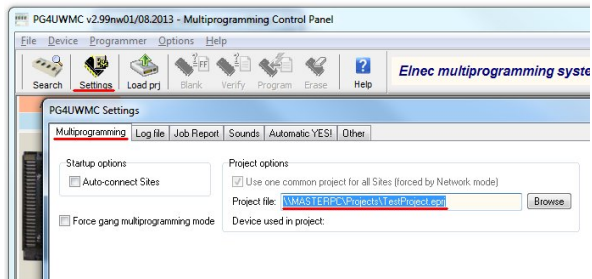 PG4UWMC v2.99nw01/08.2013 - Multiprogramming Control Panel
File Device Programmer Options Help
Search Settings Load prj Blank Verify Program Erase Help
Elnec multiprogramming syste
PG4UWMC Settings
Multiprogramming Log file Job Report Sounds Automatic YES! Other
Startup options
Auto-connect Sites
Force gang multiprogramming mode
Project options
Use one common project for all Sites (forced by Network mode)
Project file: \\MASTERPC\Projects\TestProject.eprj Browse
Device used in project: